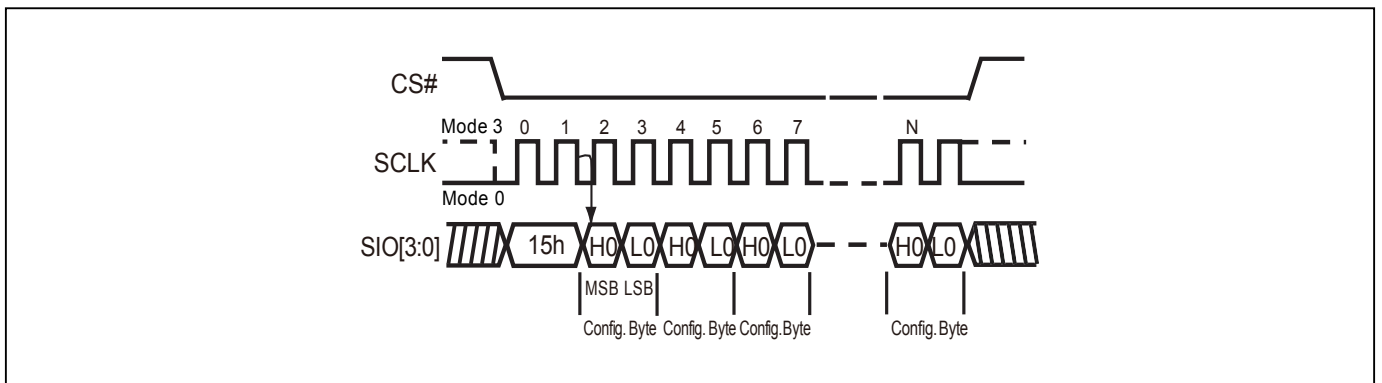 CS#
Mode 3 0 1 2 3 4 5 6 7 N
SCLK
Mode 0
SIO[3:0] 15h H0 L0 H0 L0 H0 L0 H0 L0
MSB LSB
Config. Byte Config. Byte Config.Byte Config. Byte